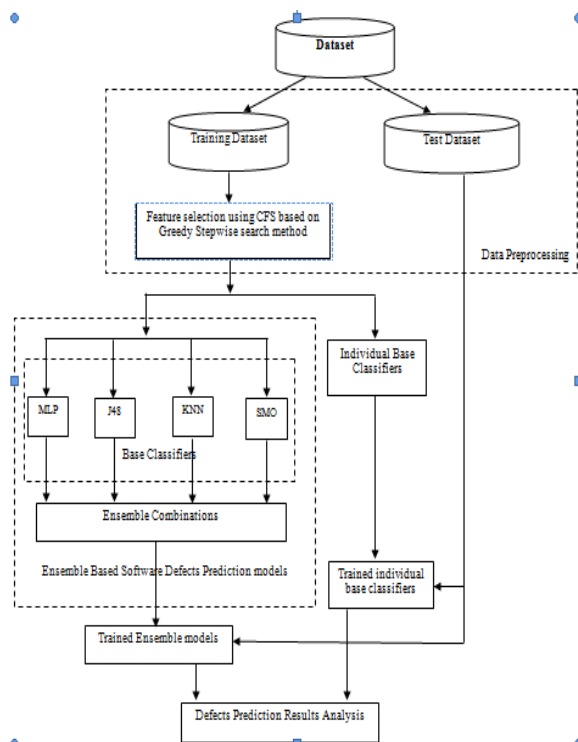 Dataset
Training Dataset
Test Dataset
Feature selection using CFS based on
Greedy Stepwise search method
Data Preprocessing
Individual Base
Classifiers
MLP
J48
KNN
SMO
Base Classifiers
Ensemble Combinations
Ensemble Based Software Defects Prediction models
Trained individual
base classifiers
Trained Ensemble models
Defects Prediction Results Analysis